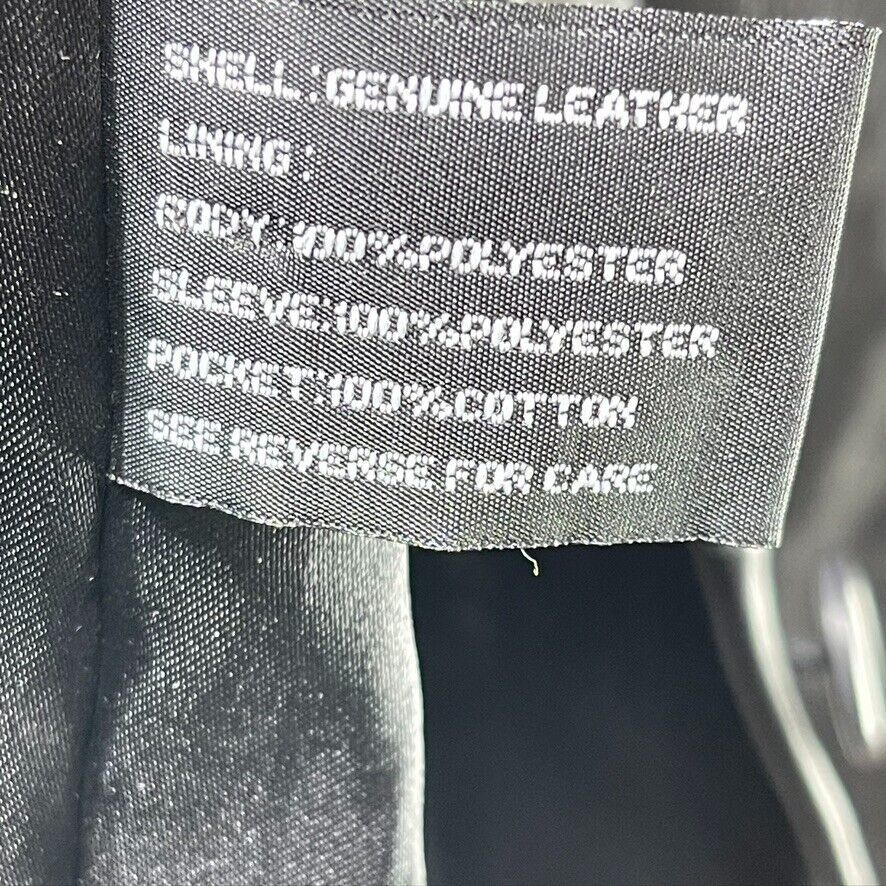 SHELL:GENUINE LEATHER
LINING:
BODY:100%POLYESTER
SLEEVE:100%POLYESTER
POCKET:100%COTTON
SEE REVERSE FOR CARE